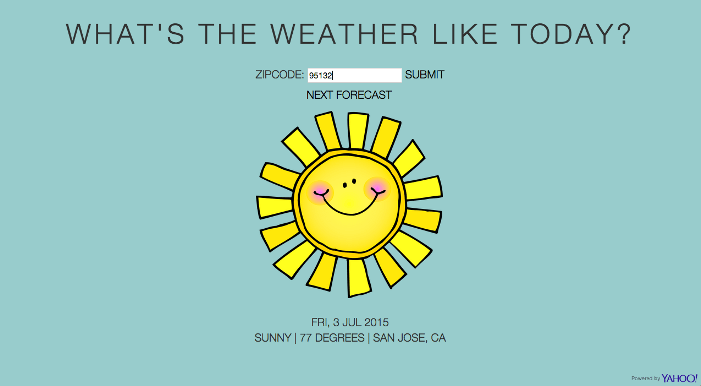 WHAT'S THE WEATHER LIKE TODAY?
ZIPCODE: 95132 SUBMIT
NEXT FORECAST
FRI, 3 JUL 2015
SUNNY | 77 DEGREES | SAN JOSE, CA
Powered by YAHOO!